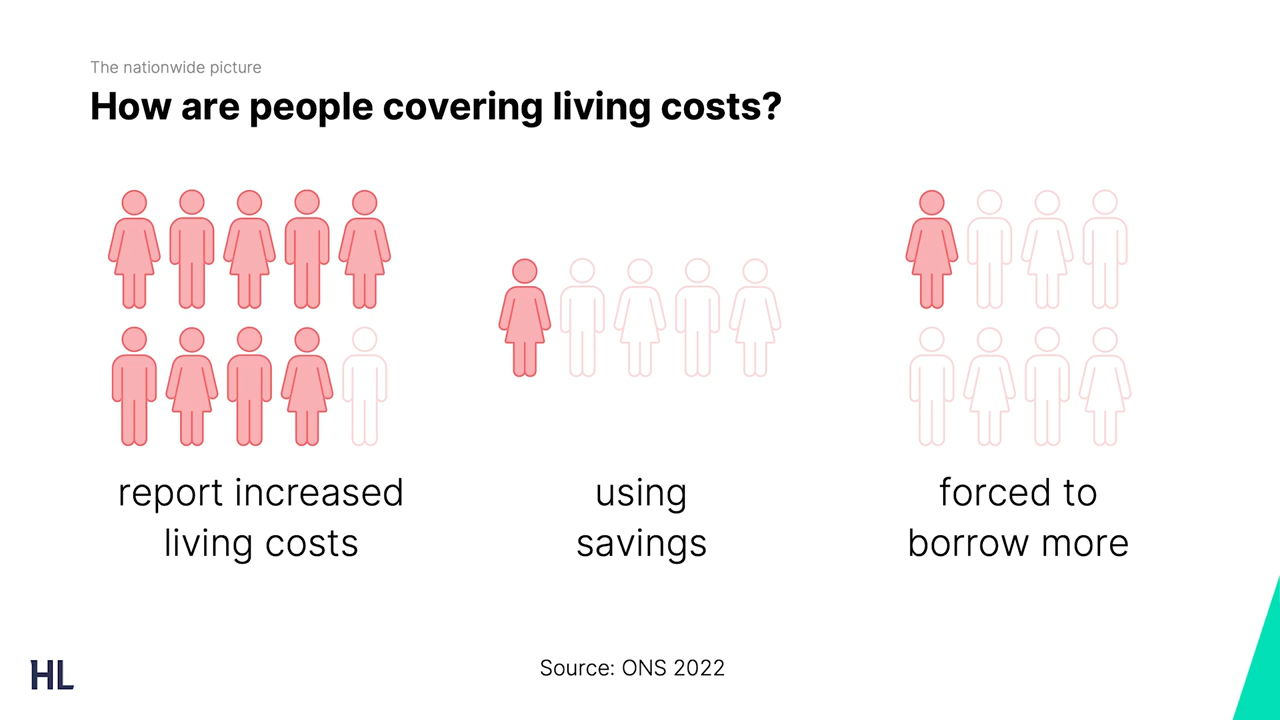 The nationwide picture
How are people covering living costs?
report increased
living costs
using
savings
forced to
borrow more
HL
Source: ONS 2022